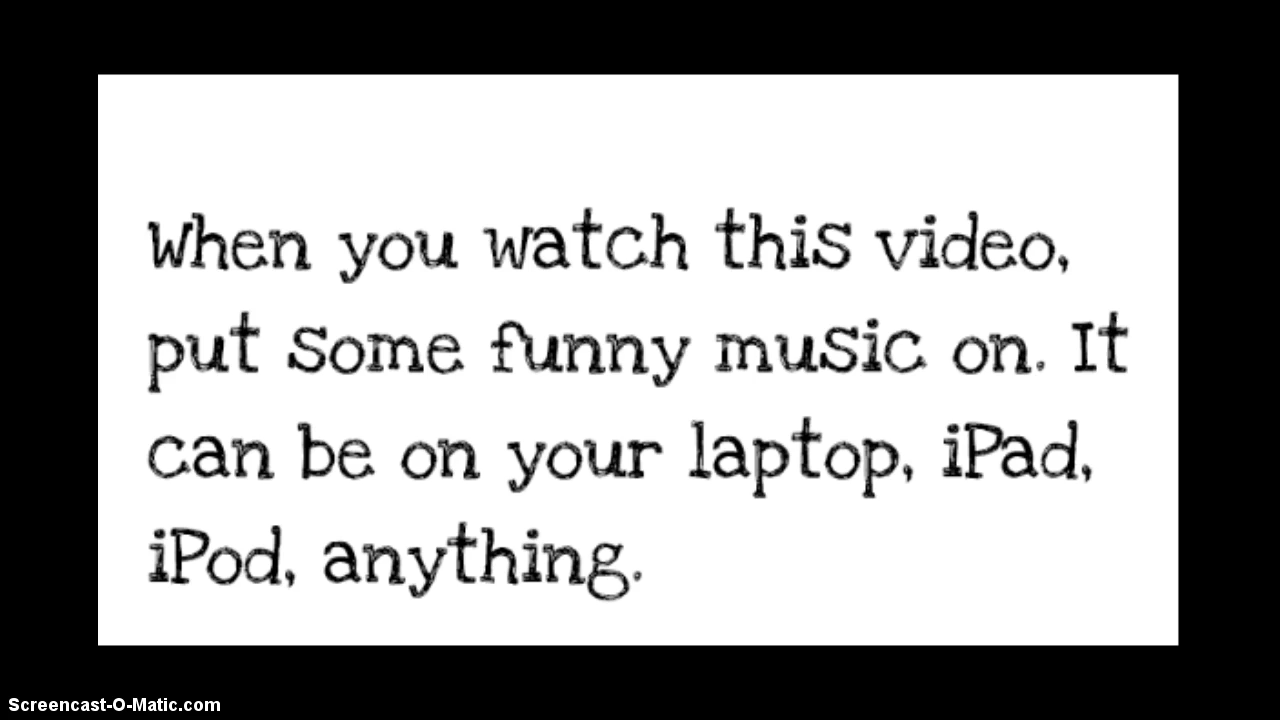 When you watch this video,
put some funny music on. It
can be on your laptop, iPad,
iPod, anything.
Screencast-O-Matic.com